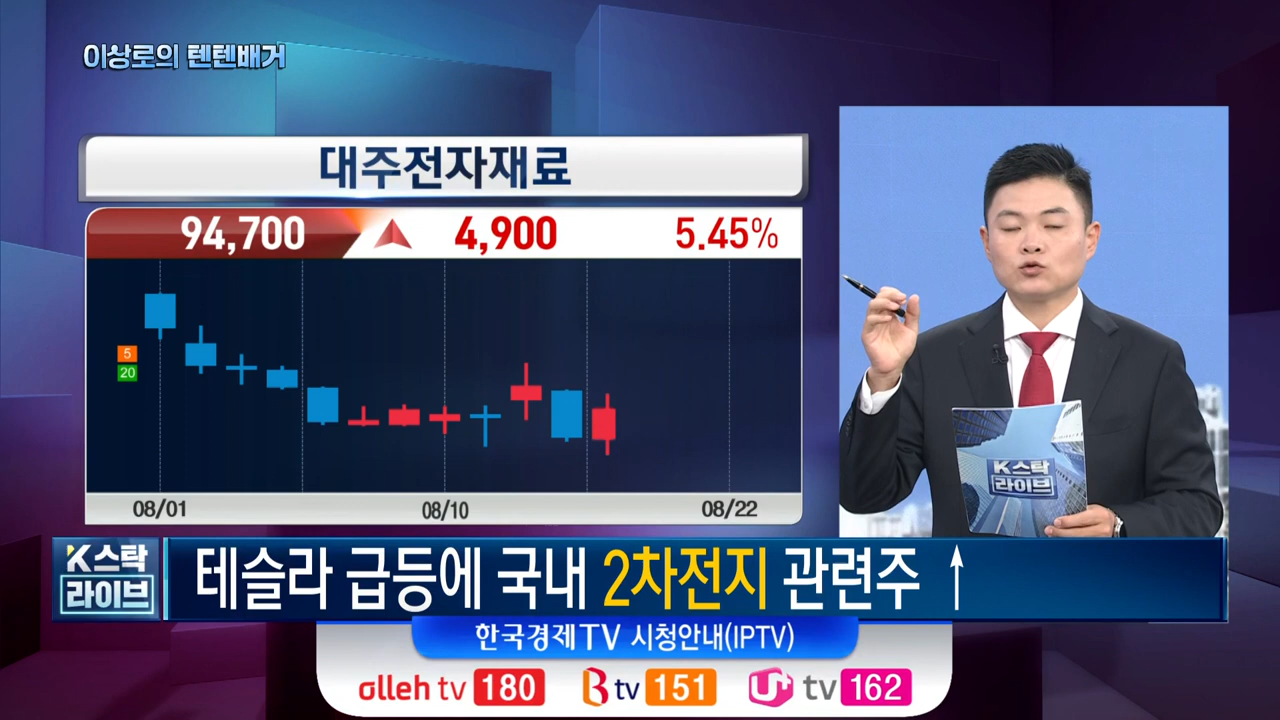 이상로의 텐텐배거
대주전자재료
94,700 ▲ 4,900 5.45%
5
20
08/01 08/10 08/22
K스탁
라이브
K스탁
라이브
테슬라 급등에 국내 2차전지 관련주 ↑
한국경제TV 시청안내(IPTV)
olleh tv 180 B tv 151 U+ tv 162